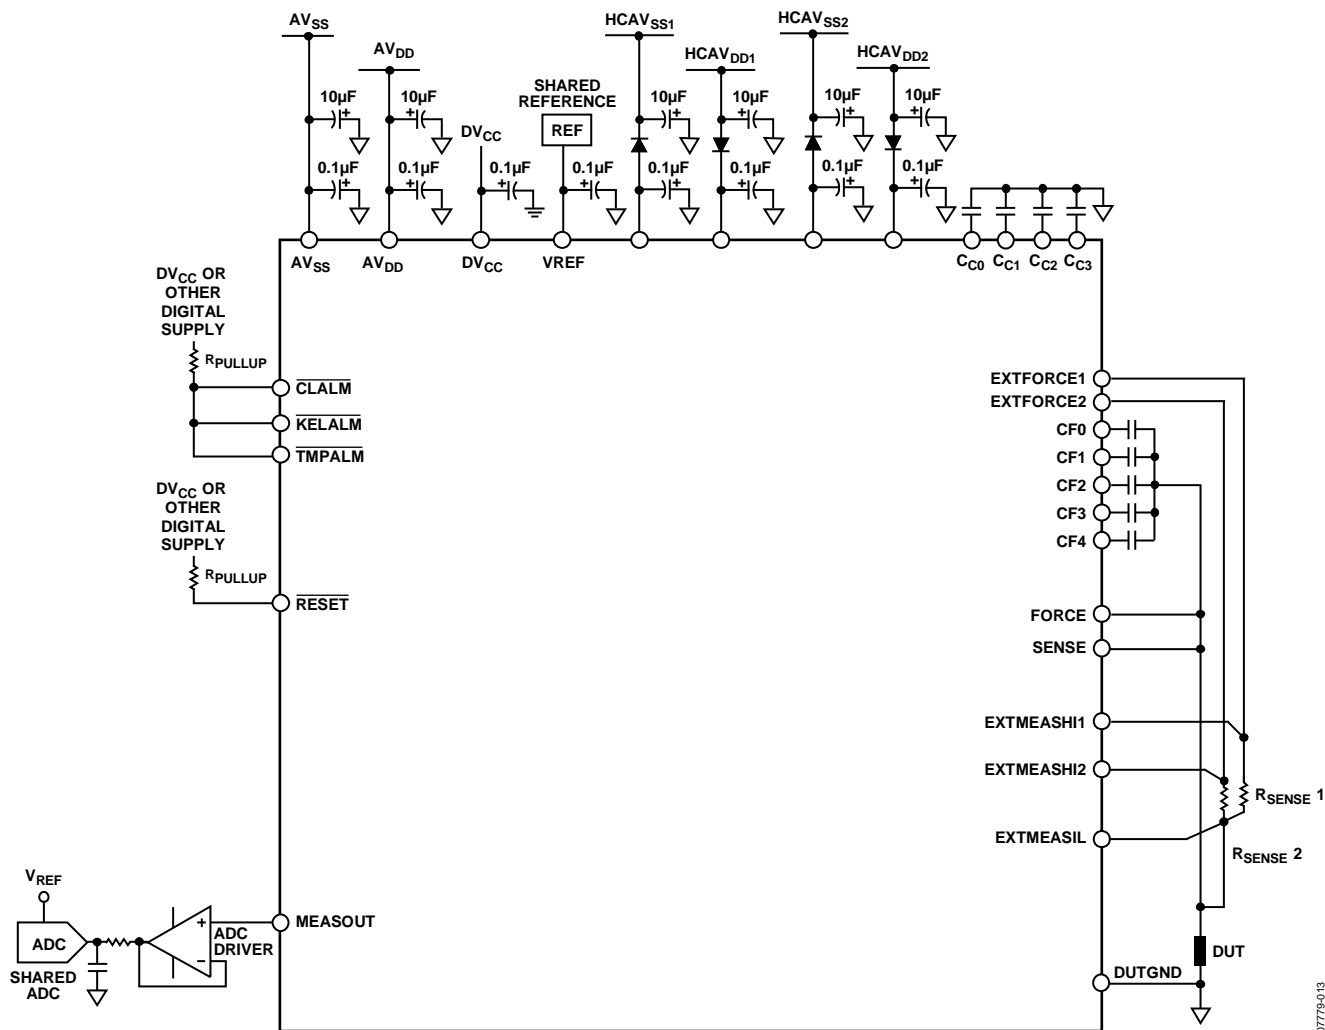 AVSS
AVDD
HCAVSS1
HCAVDD1
HCAVSS2
HCAVDD2
10µF
+
10µF
+
SHARED
REFERENCE
REF
DVCC
10µF
+
10µF
+
10µF
+
10µF
+
0.1µF
+
0.1µF
+
0.1µF
+
0.1µF
+
0.1µF
+
0.1µF
+
0.1µF
+
0.1µF
+
AVSS
AVDD
DVCC
VREF
CC0
CC1
CC2
CC3
DVCC OR
OTHER
DIGITAL
SUPPLY
RPULLUP
CLALM
KELALM
TMPALM
DVCC OR
OTHER
DIGITAL
SUPPLY
RPULLUP
RESET
EXTFORCE1
EXTFORCE2
CF0
CF1
CF2
CF3
CF4
FORCE
SENSE
EXTMEASHI1
EXTMEASHI2
EXTMEASIL
RSENSE 1
RSENSE 2
VREF
ADC
SHARED
ADC
+
−
ADC
DRIVER
MEASOUT
DUT
DUTGND
07779-013